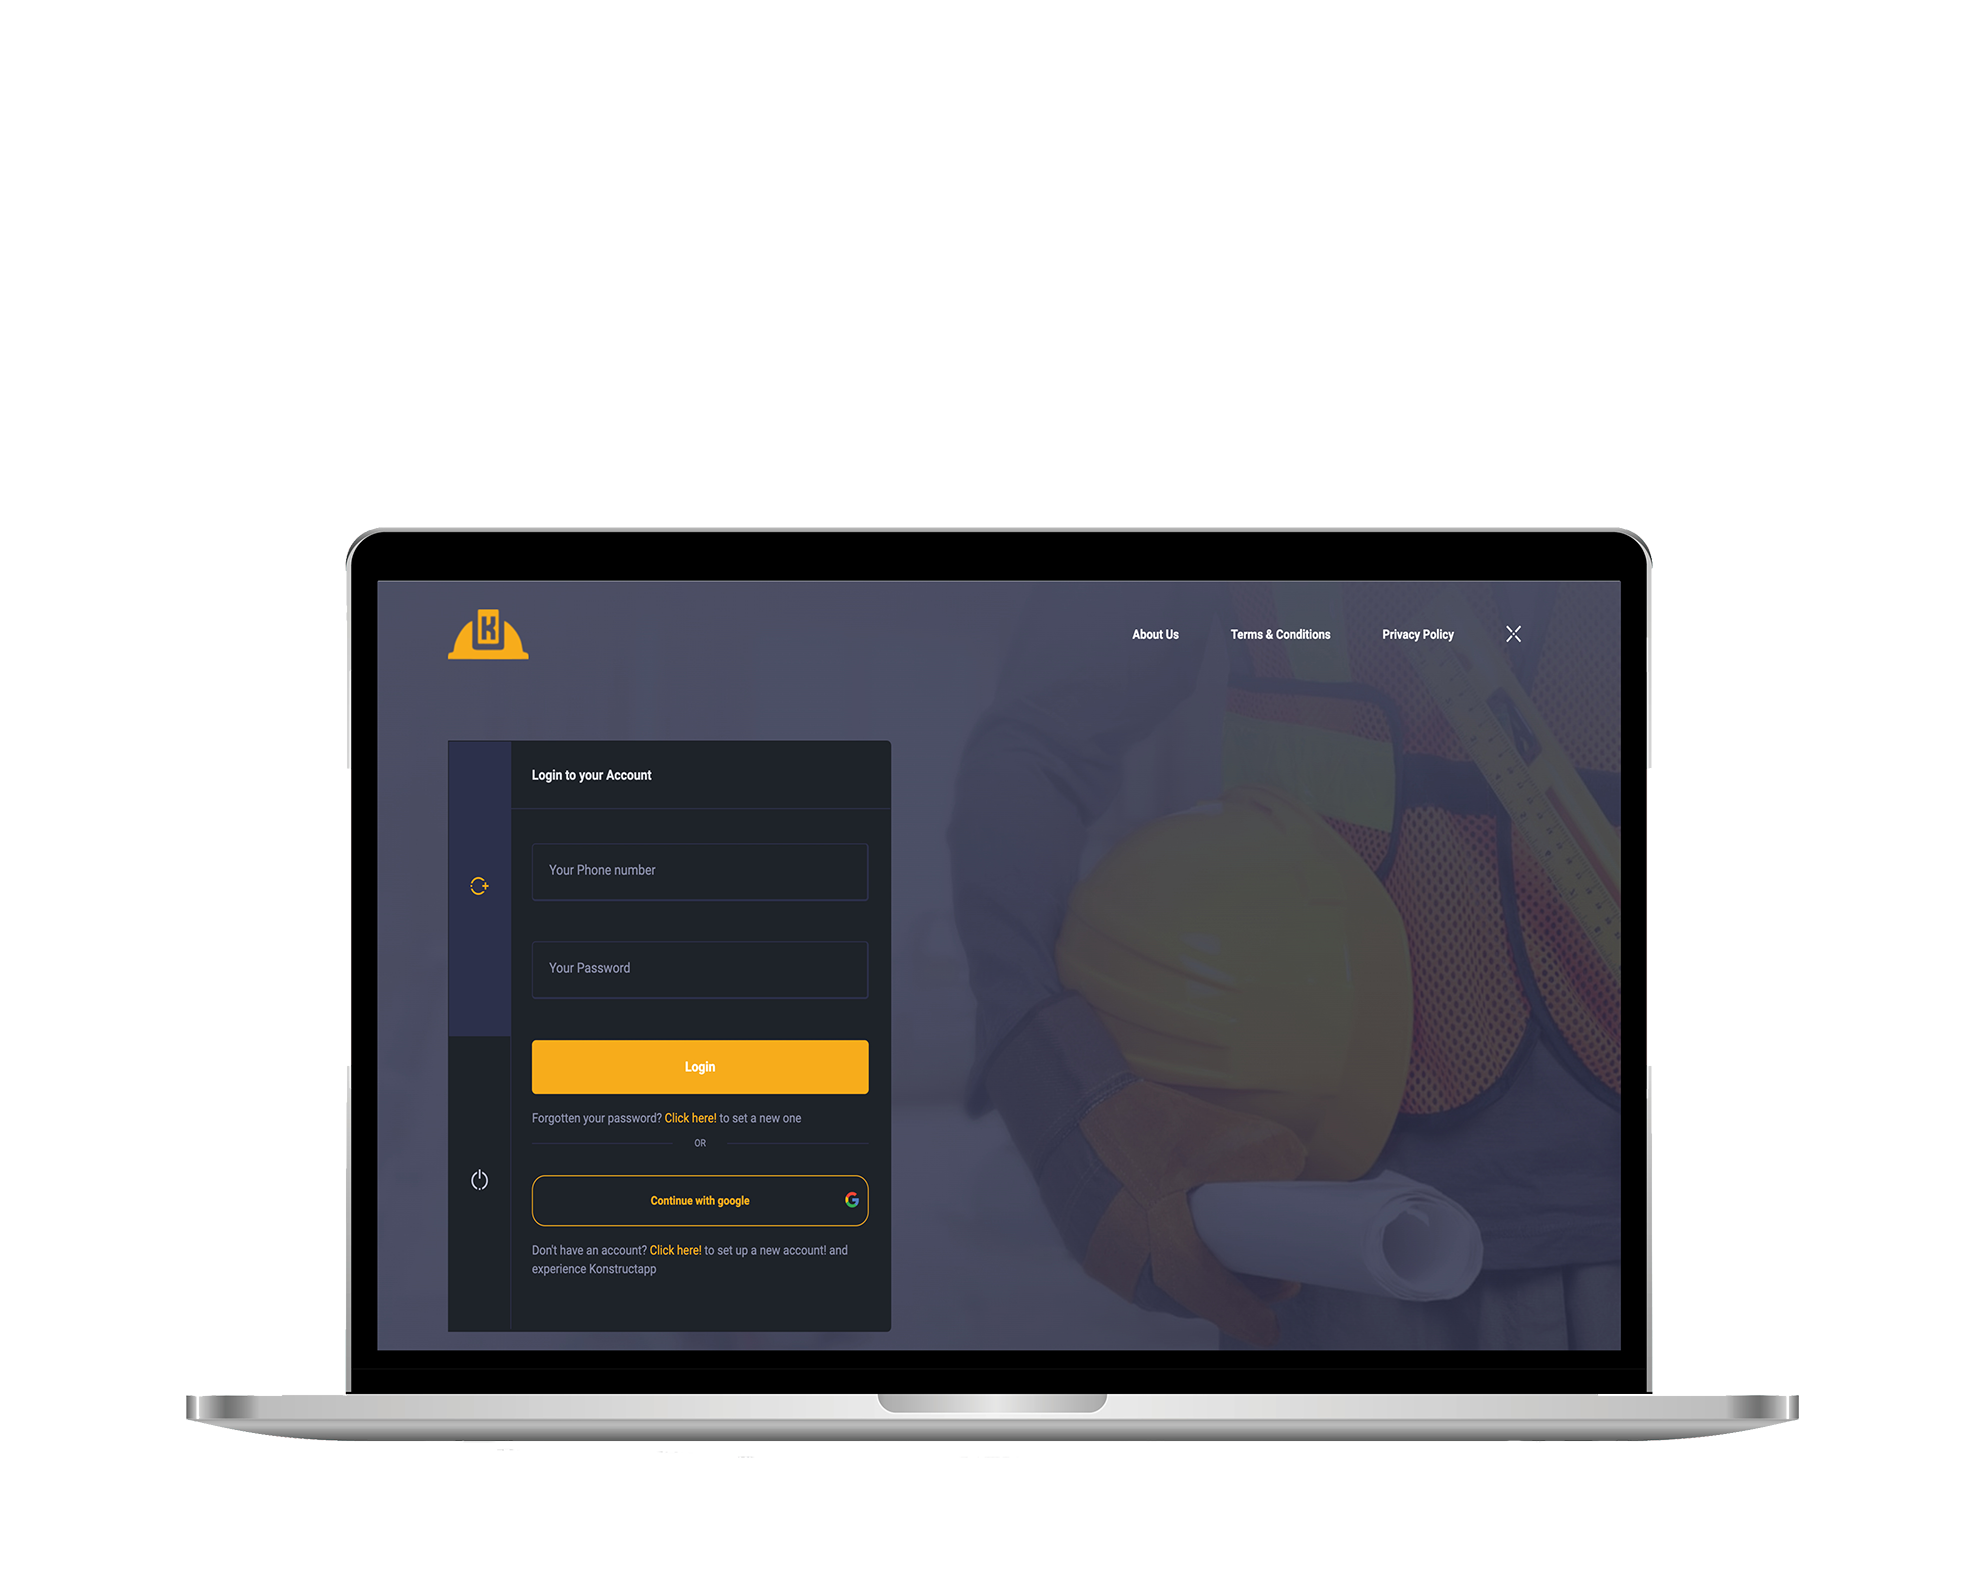 K
About Us
Terms & Conditions
Privacy Policy
Login to your Account
Your Phone number
Your Password
Login
Forgotten your password? Click here! to set a new one
OR
Continue with google
Don't have an account? Click here! to set up a new account! and
experience Konstructapp